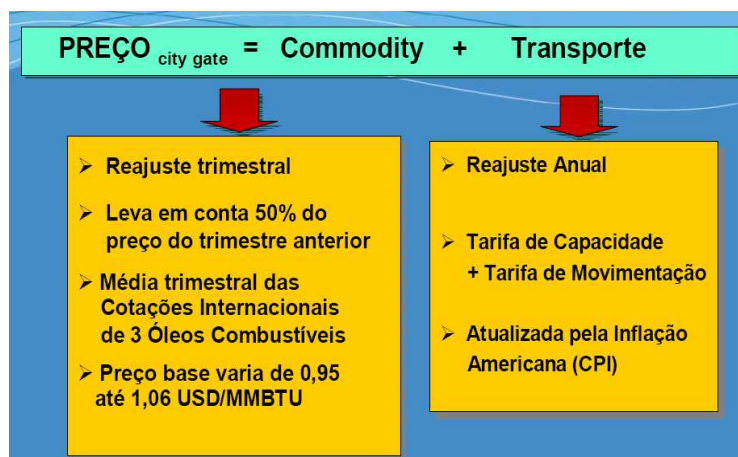 PREÇO city gate = Commodity + Transporte
➢ Reajuste trimestral
➢ Leva em conta 50% do
preço do trimestre anterior
➢ Média trimestral das
Cotações Internacionais
de 3 Óleos Combustíveis
➢ Preço base varia de 0,95
até 1,06 USD/MMBTU
➢ Reajuste Anual
➢ Tarifa de Capacidade
+ Tarifa de Movimentação
➢ Atualizada pela Inflação
Americana (CPI)